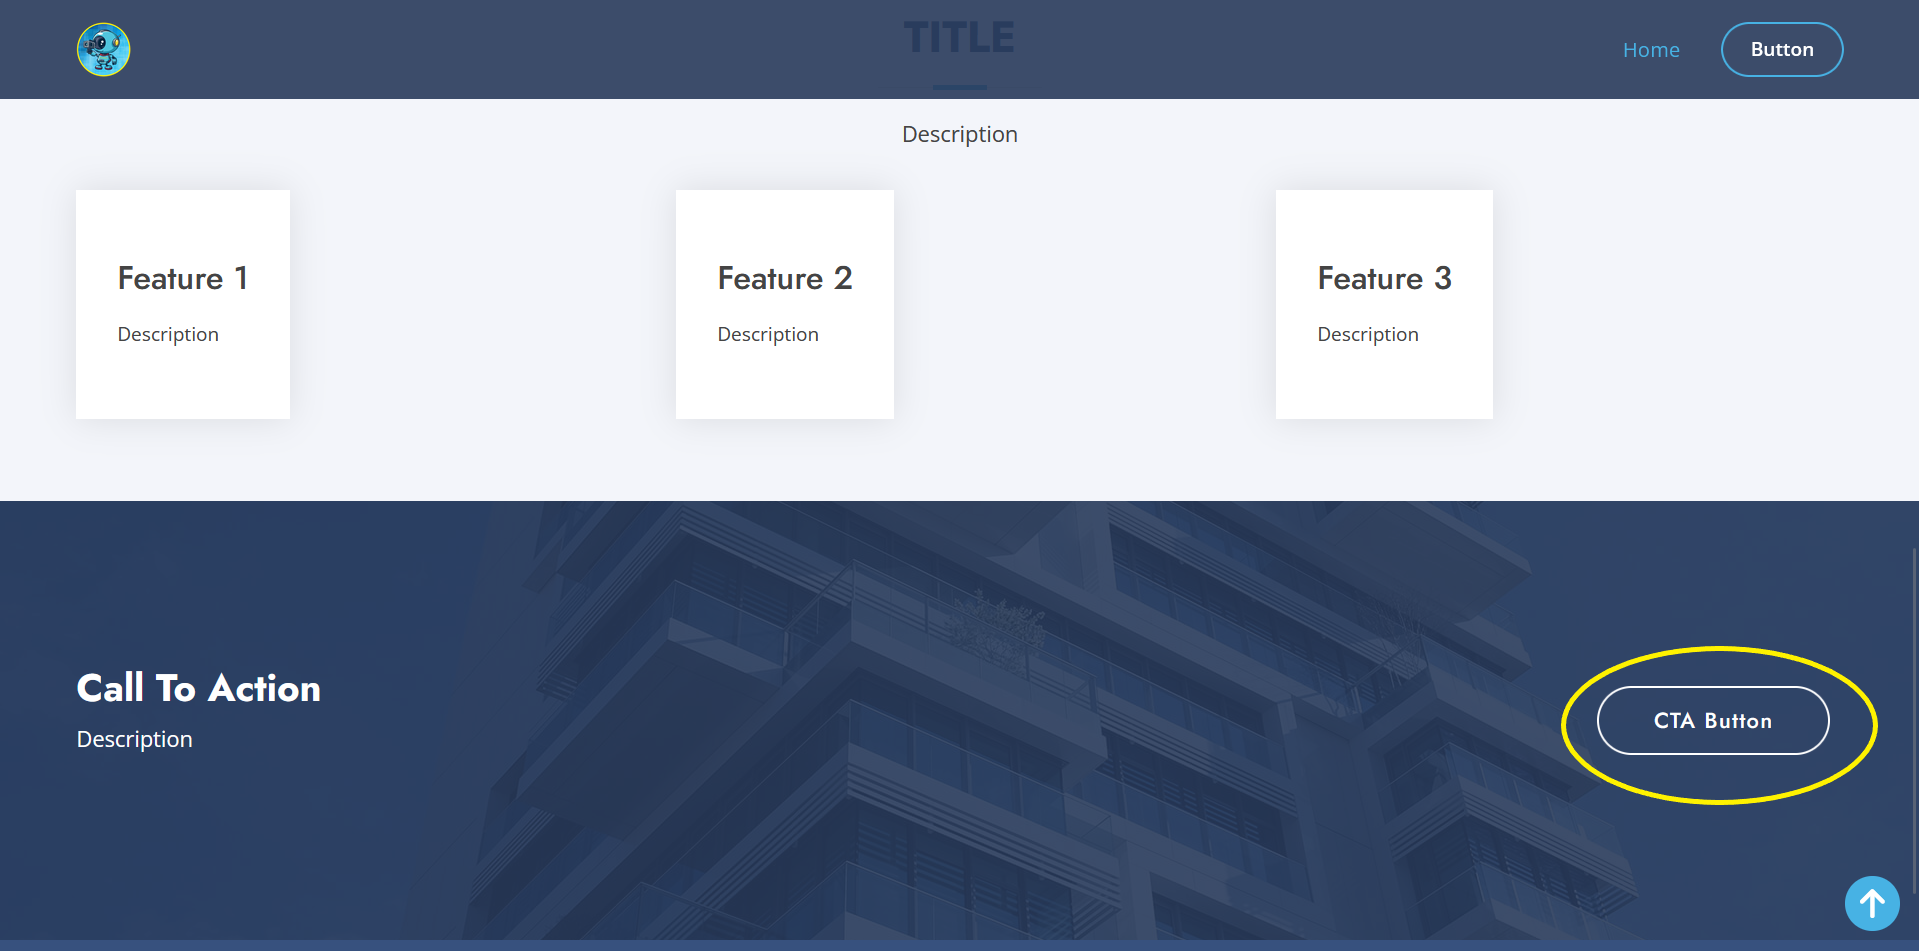 TITLE
Home
Button
Description
Feature 1
Description
Feature 2
Description
Feature 3
Description
Call To Action
Description
CTA Button